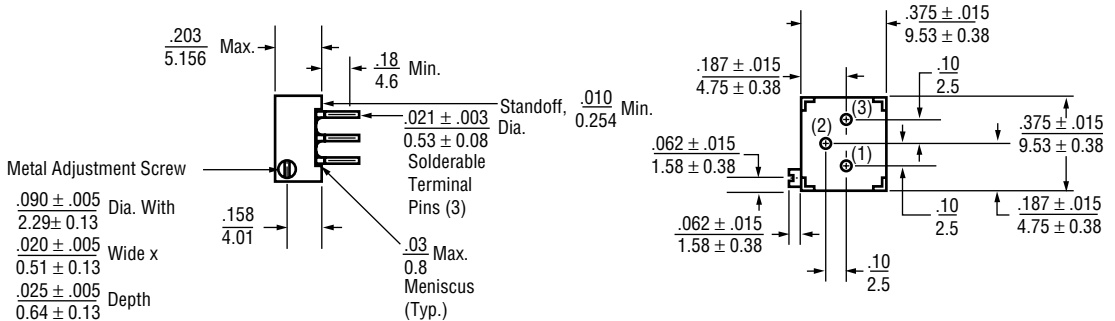 .203
5.156
Max.
.18
4.6
Min.
Standoff, .010
0.254
Min.
.021 ± .003
0.53 ± 0.08
Dia.
Solderable
Terminal
Pins (3)
Metal Adjustment Screw
.090 ± .005
2.29± 0.13
Dia. With
.020 ± .005
0.51 ± 0.13
Wide x
.025 ± .005
0.64 ± 0.13
Depth
.158
4.01
.03
0.8
Max.
Meniscus
(Typ.)
.375 ± .015
9.53 ± 0.38
.187 ± .015
4.75 ± 0.38
.10
2.5
(3)
(2)
(1)
.375 ± .015
9.53 ± 0.38
.062 ± .015
1.58 ± 0.38
.062 ± .015
1.58 ± 0.38
.10
2.5
.187 ± .015
4.75 ± 0.38
.10
2.5